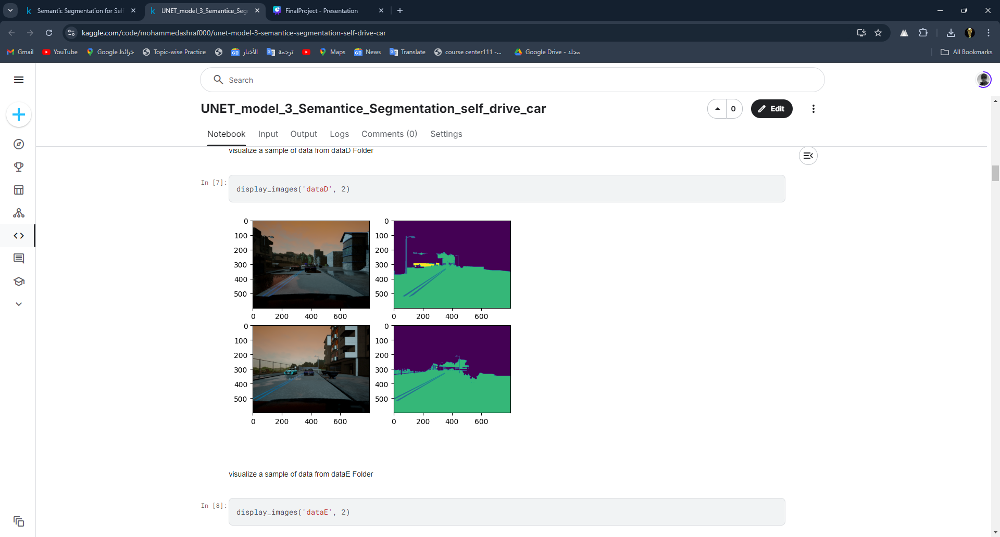 Semantic Segmentation for Self
UNET_model_3_Semantice_Seg
FinalProject - Presentation
kaggle.com/code/mohammedashraf000/unet-model-3-semantice-segmentation-self-drive-car
Gmail
YouTube
Google خرائط
Topic-wise Practice
الأخبار
ترجمة
Maps
News
Translate
course center111 -...
Google Drive - مجلد
All Bookmarks
Search
UNET_model_3_Semantice_Segmentation_self_drive_car
0
Edit
Notebook
Input
Output
Logs
Comments (0)
Settings
visualize a sample of data from dataD Folder
In [7]:
display_images('dataD', 2)
0
100
200
300
400
500
0 200 400 600
0
100
200
300
400
500
0 200 400 600
0
100
200
300
400
500
0 200 400 600
0
100
200
300
400
500
0 200 400 600
visualize a sample of data from dataE Folder
In [8]:
display_images('dataE', 2)